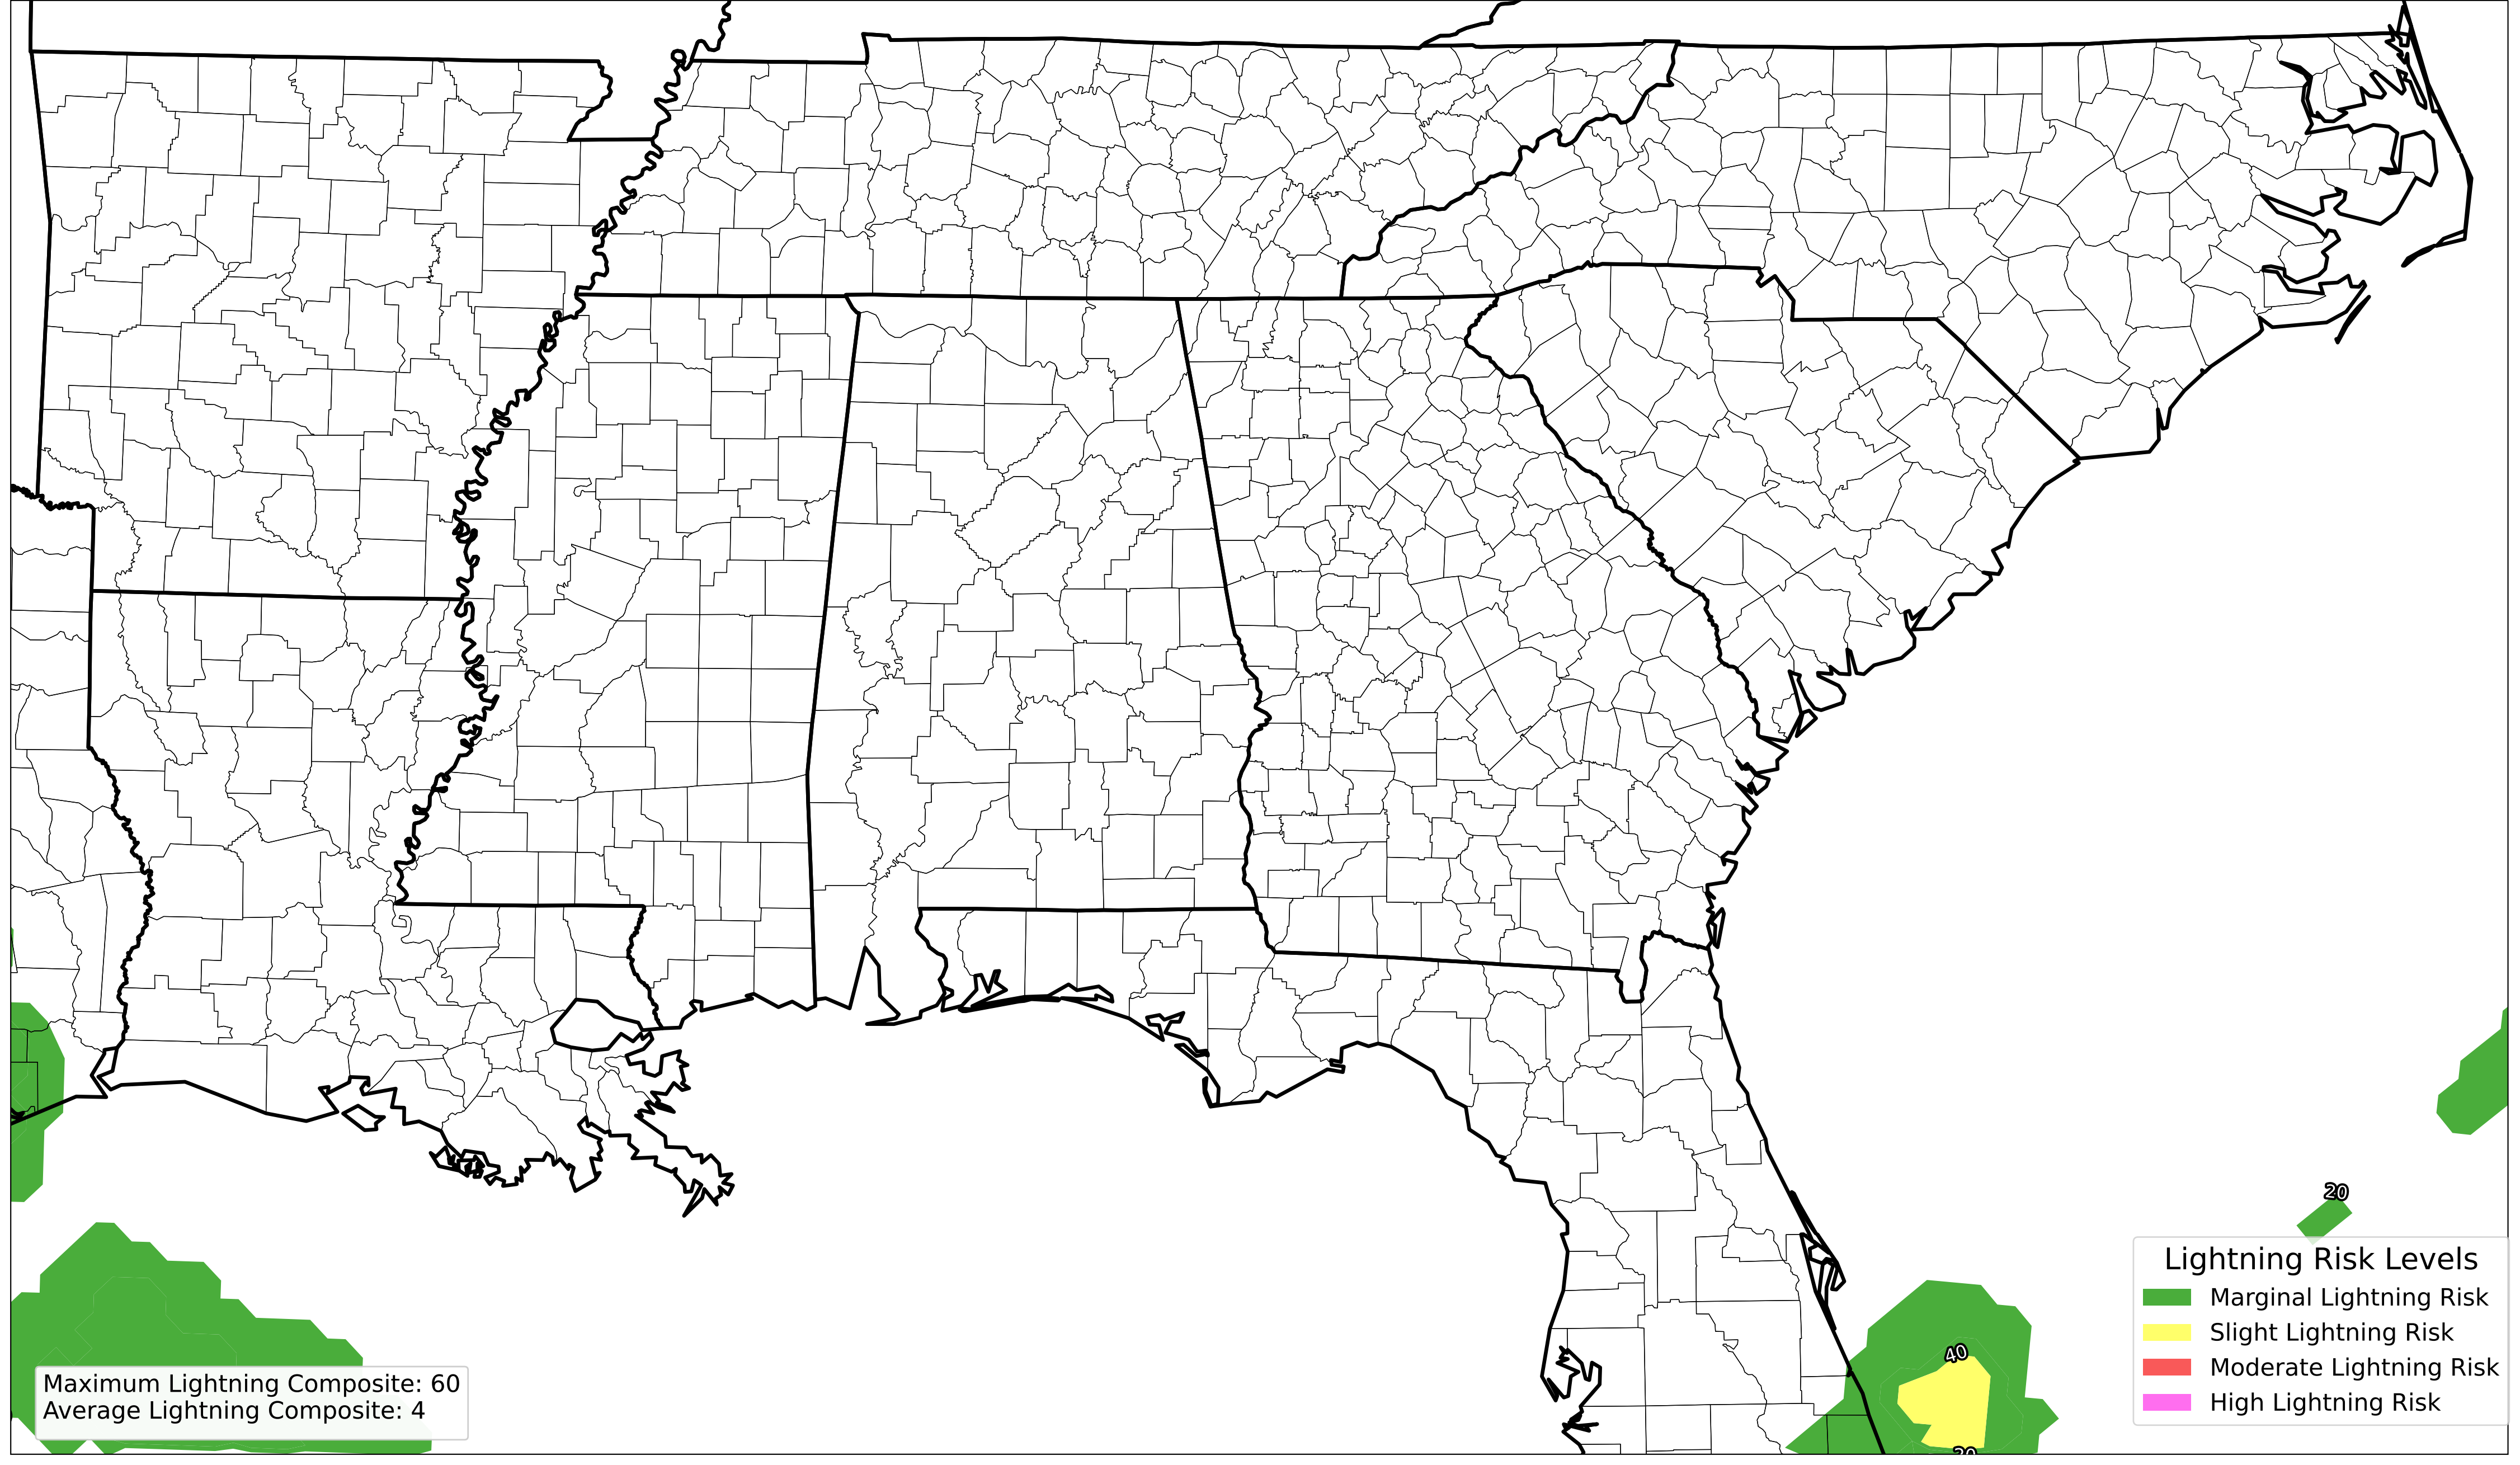 20
Lightning Risk Levels
Marginal Lightning Risk
Slight Lightning Risk
Moderate Lightning Risk
High Lightning Risk
40
Maximum Lightning Composite: 60
Average Lightning Composite: 4
20